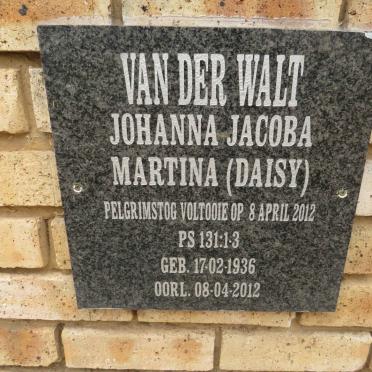 VAN DER WALT
JOHANNA JACOBA
MARTINA (DAISY)
PELGRIMSTOG VOLTOOIE OP 8 APRIL 2012
PS 131:1-3
GEB. 17-02-1936
OORL. 08-04-2012